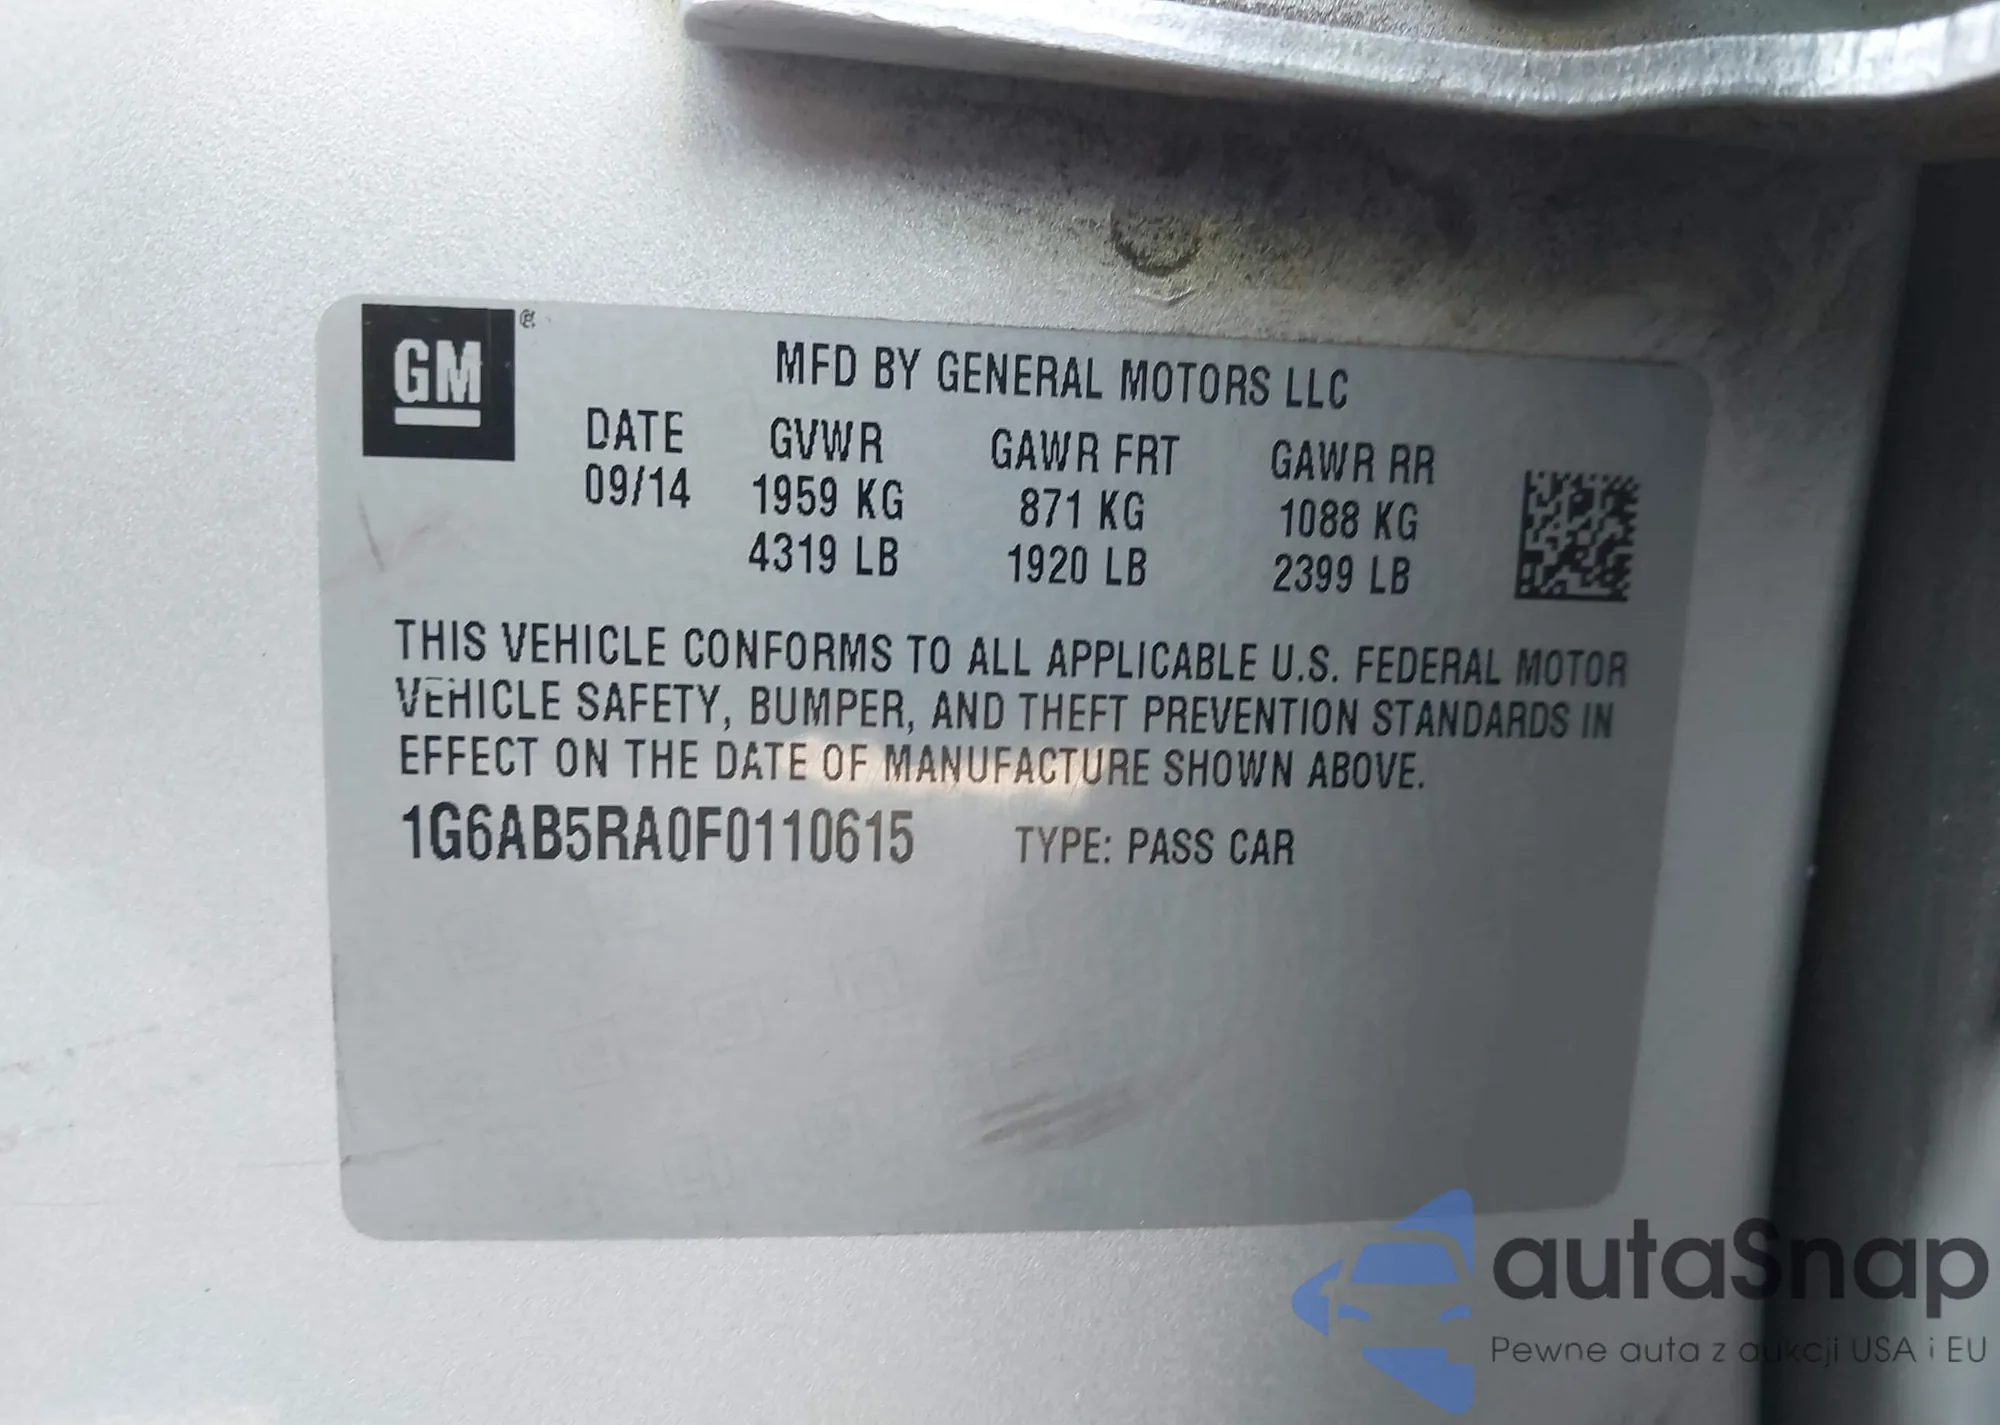 GM
MFD BY GENERAL MOTORS LLC
DATE GVWR GAWR FRT GAWR RR
09/14 1959 KG 871 KG 1088 KG
4319 LB 1920 LB 2399 LB
THIS VEHICLE CONFORMS TO ALL APPLICABLE U.S. FEDERAL MOTOR
VEHICLE SAFETY, BUMPER, AND THEFT PREVENTION STANDARDS IN
EFFECT ON THE DATE OF MANUFACTURE SHOWN ABOVE.
1G6AB5RA0F0110615 TYPE: PASS CAR
autaSnap
Pewne auta z aukcji USA i EU